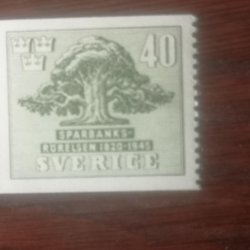 40
SPARBANKS-
RÖRELSEN 1820-1945
SVERIGE